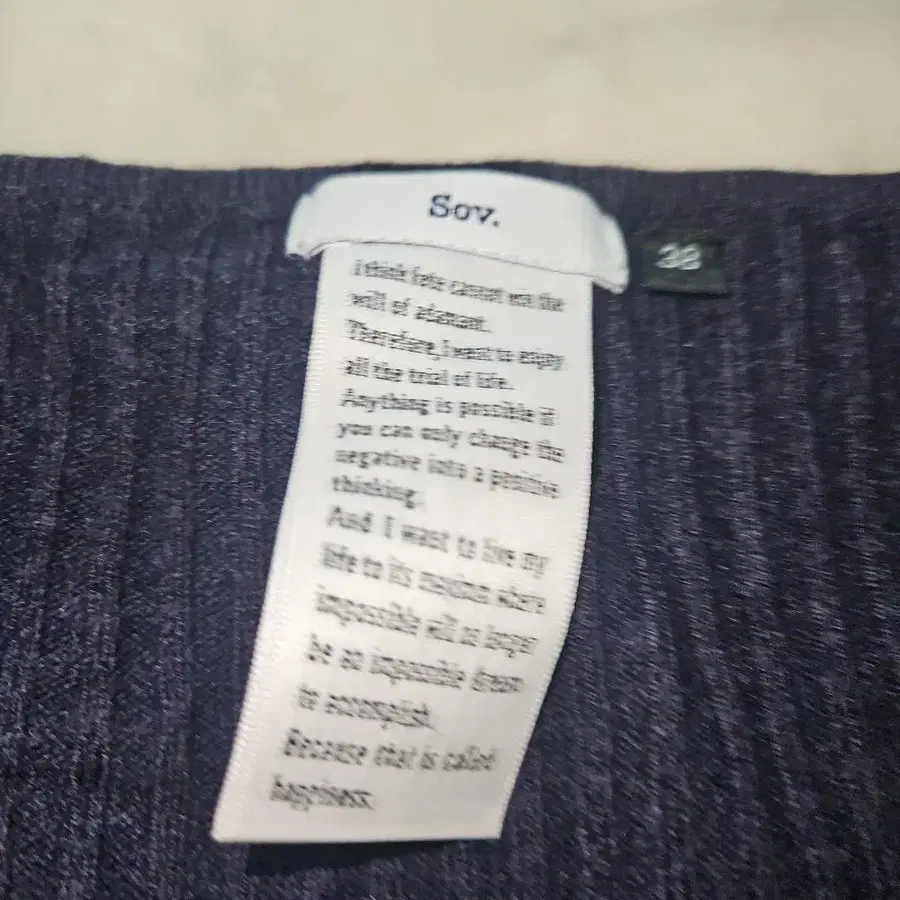 Sov.
38
I think fate cannot win the
will of adamant.
Therefore, I want to enjoy
all the trial of life.
Anything is possible if
you can only change the
negative into a positive
thinking.
And I want to live my
life to its maximum where
impossible will no longer
be an impossible dream
to accomplish.
Because that is called
happiness.